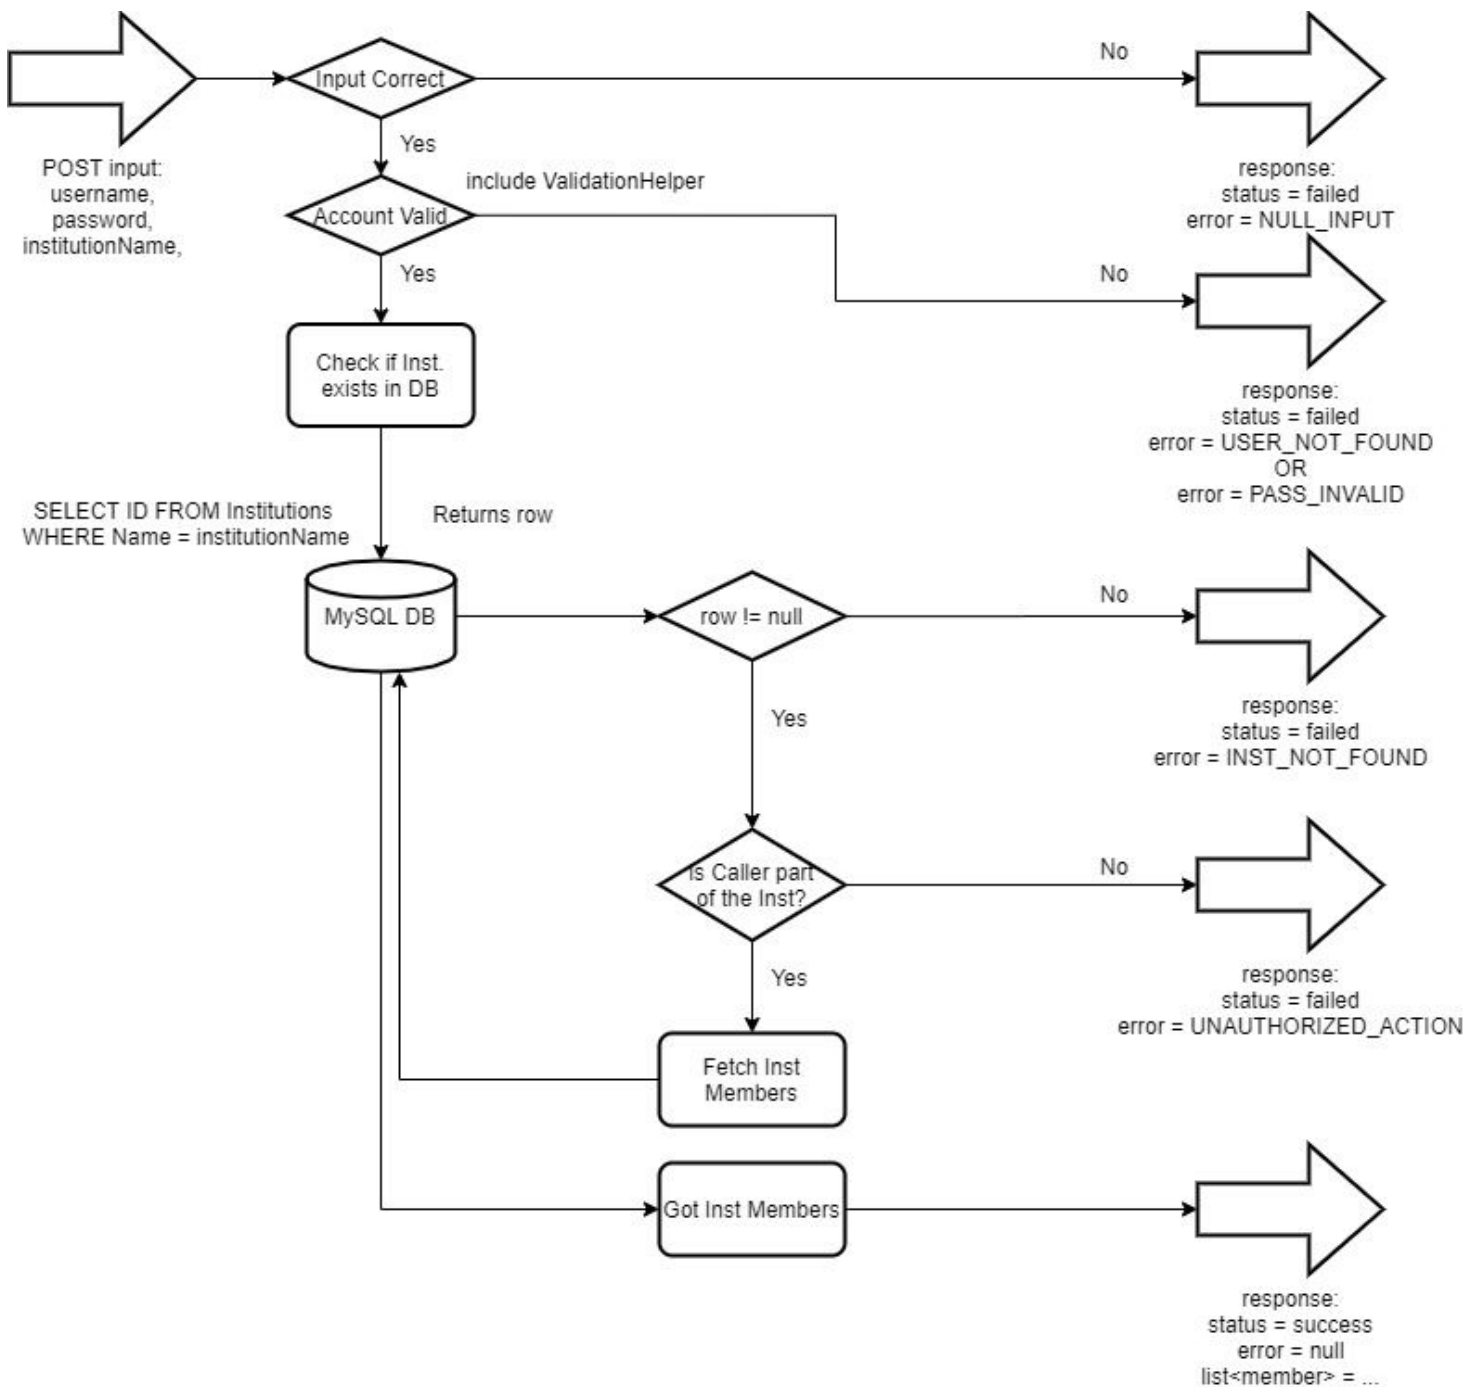 Input Correct
No
POST input:
username,
password,
institutionName,
Yes
response:
status = failed
error = NULL_INPUT
include ValidationHelper
Account Valid
Yes
No
Check if Inst.
exists in DB
response:
status = failed
error = USER_NOT_FOUND
OR
error = PASS_INVALID
SELECT ID FROM Institutions
WHERE Name = institutionName
Returns row
MySQL DB
row != null
No
Yes
response:
status = failed
error = INST_NOT_FOUND
Is Caller part
of the Inst?
No
Yes
response:
status = failed
error = UNAUTHORIZED_ACTION
Fetch Inst
Members
Got Inst Members
response:
status = success
error = null
list<member> = ...